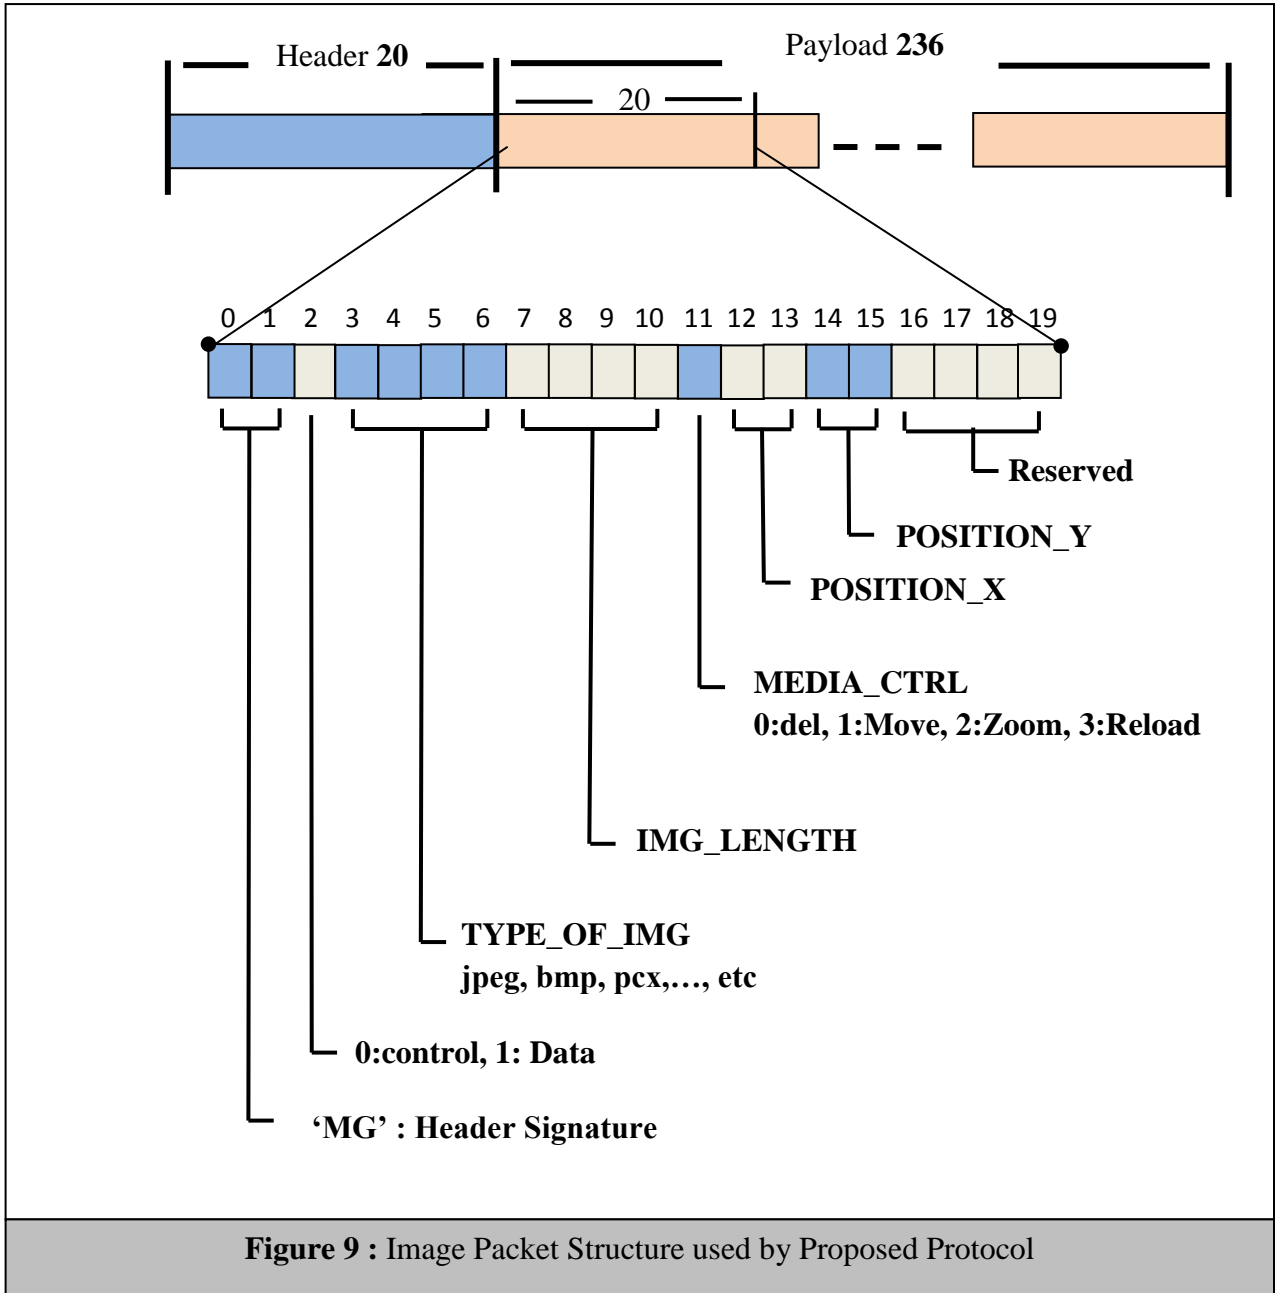 Header 20
Payload 236
20
0 1 2 3 4 5 6 7 8 9 10 11 12 13 14 15 16 17 18 19
Reserved
POSITION_Y
POSITION_X
MEDIA_CTRL
0:del, 1:Move, 2:Zoom, 3:Reload
IMG_LENGTH
TYPE_OF_IMG
jpeg, bmp, pcx,…, etc
0:control, 1: Data
‘MG’ : Header Signature
Figure 9 : Image Packet Structure used by Proposed Protocol